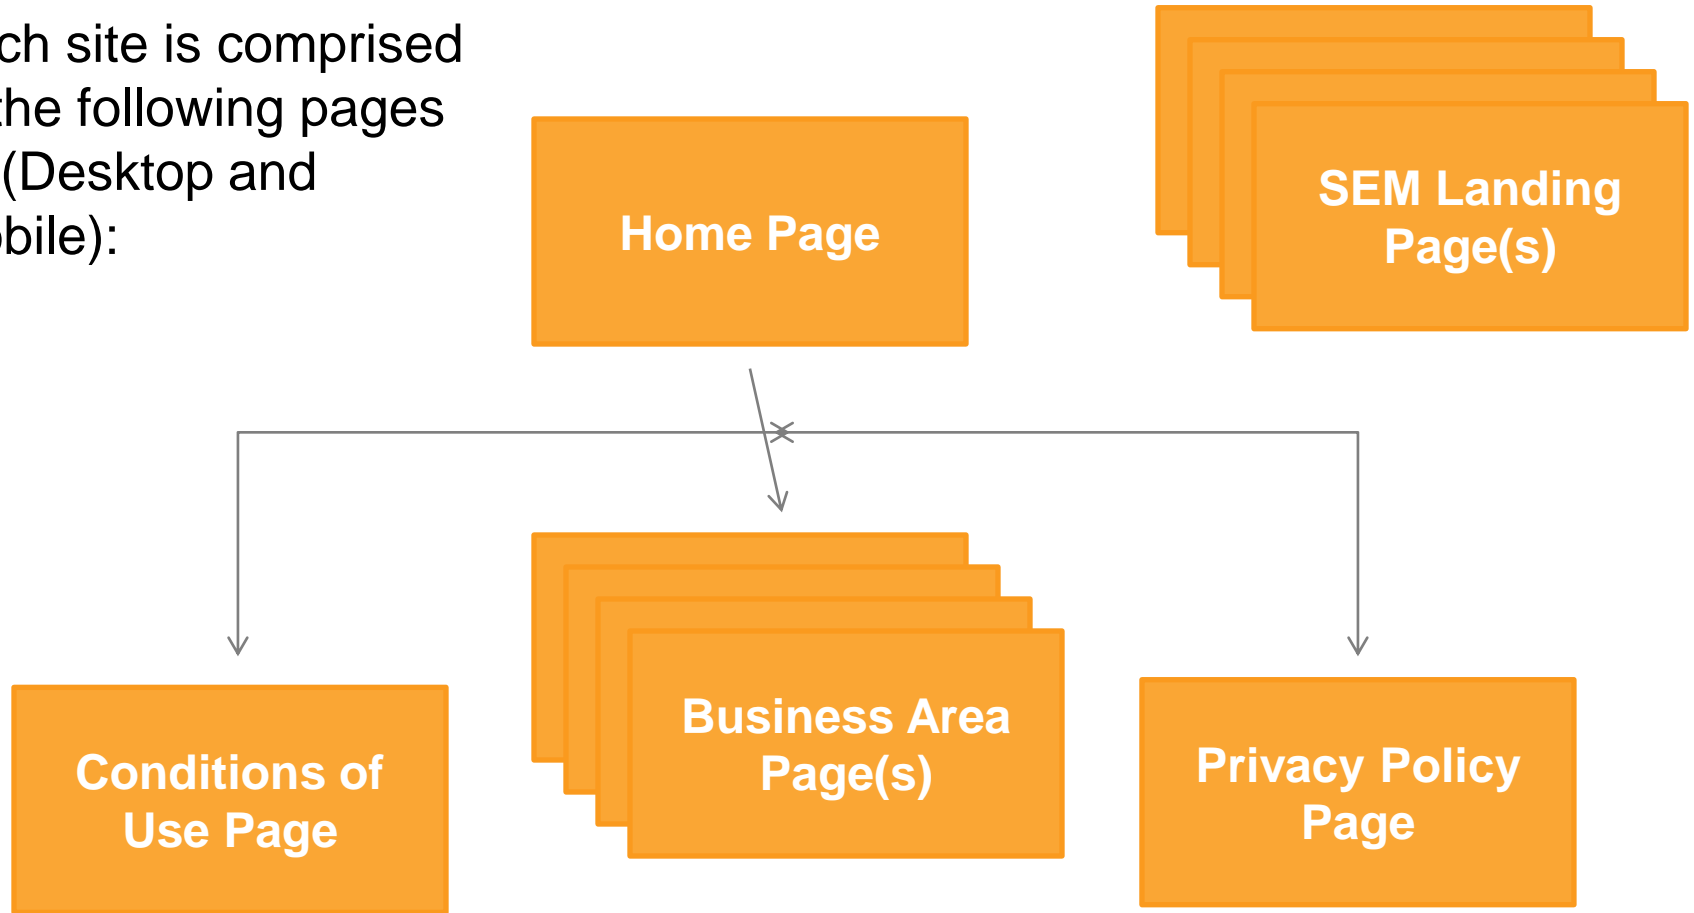 ch site is comprised
the following pages
(Desktop and
bile):
Home Page
SEM Landing
Page(s)
Business Area
Page(s)
Conditions of
Use Page
Privacy Policy
Page